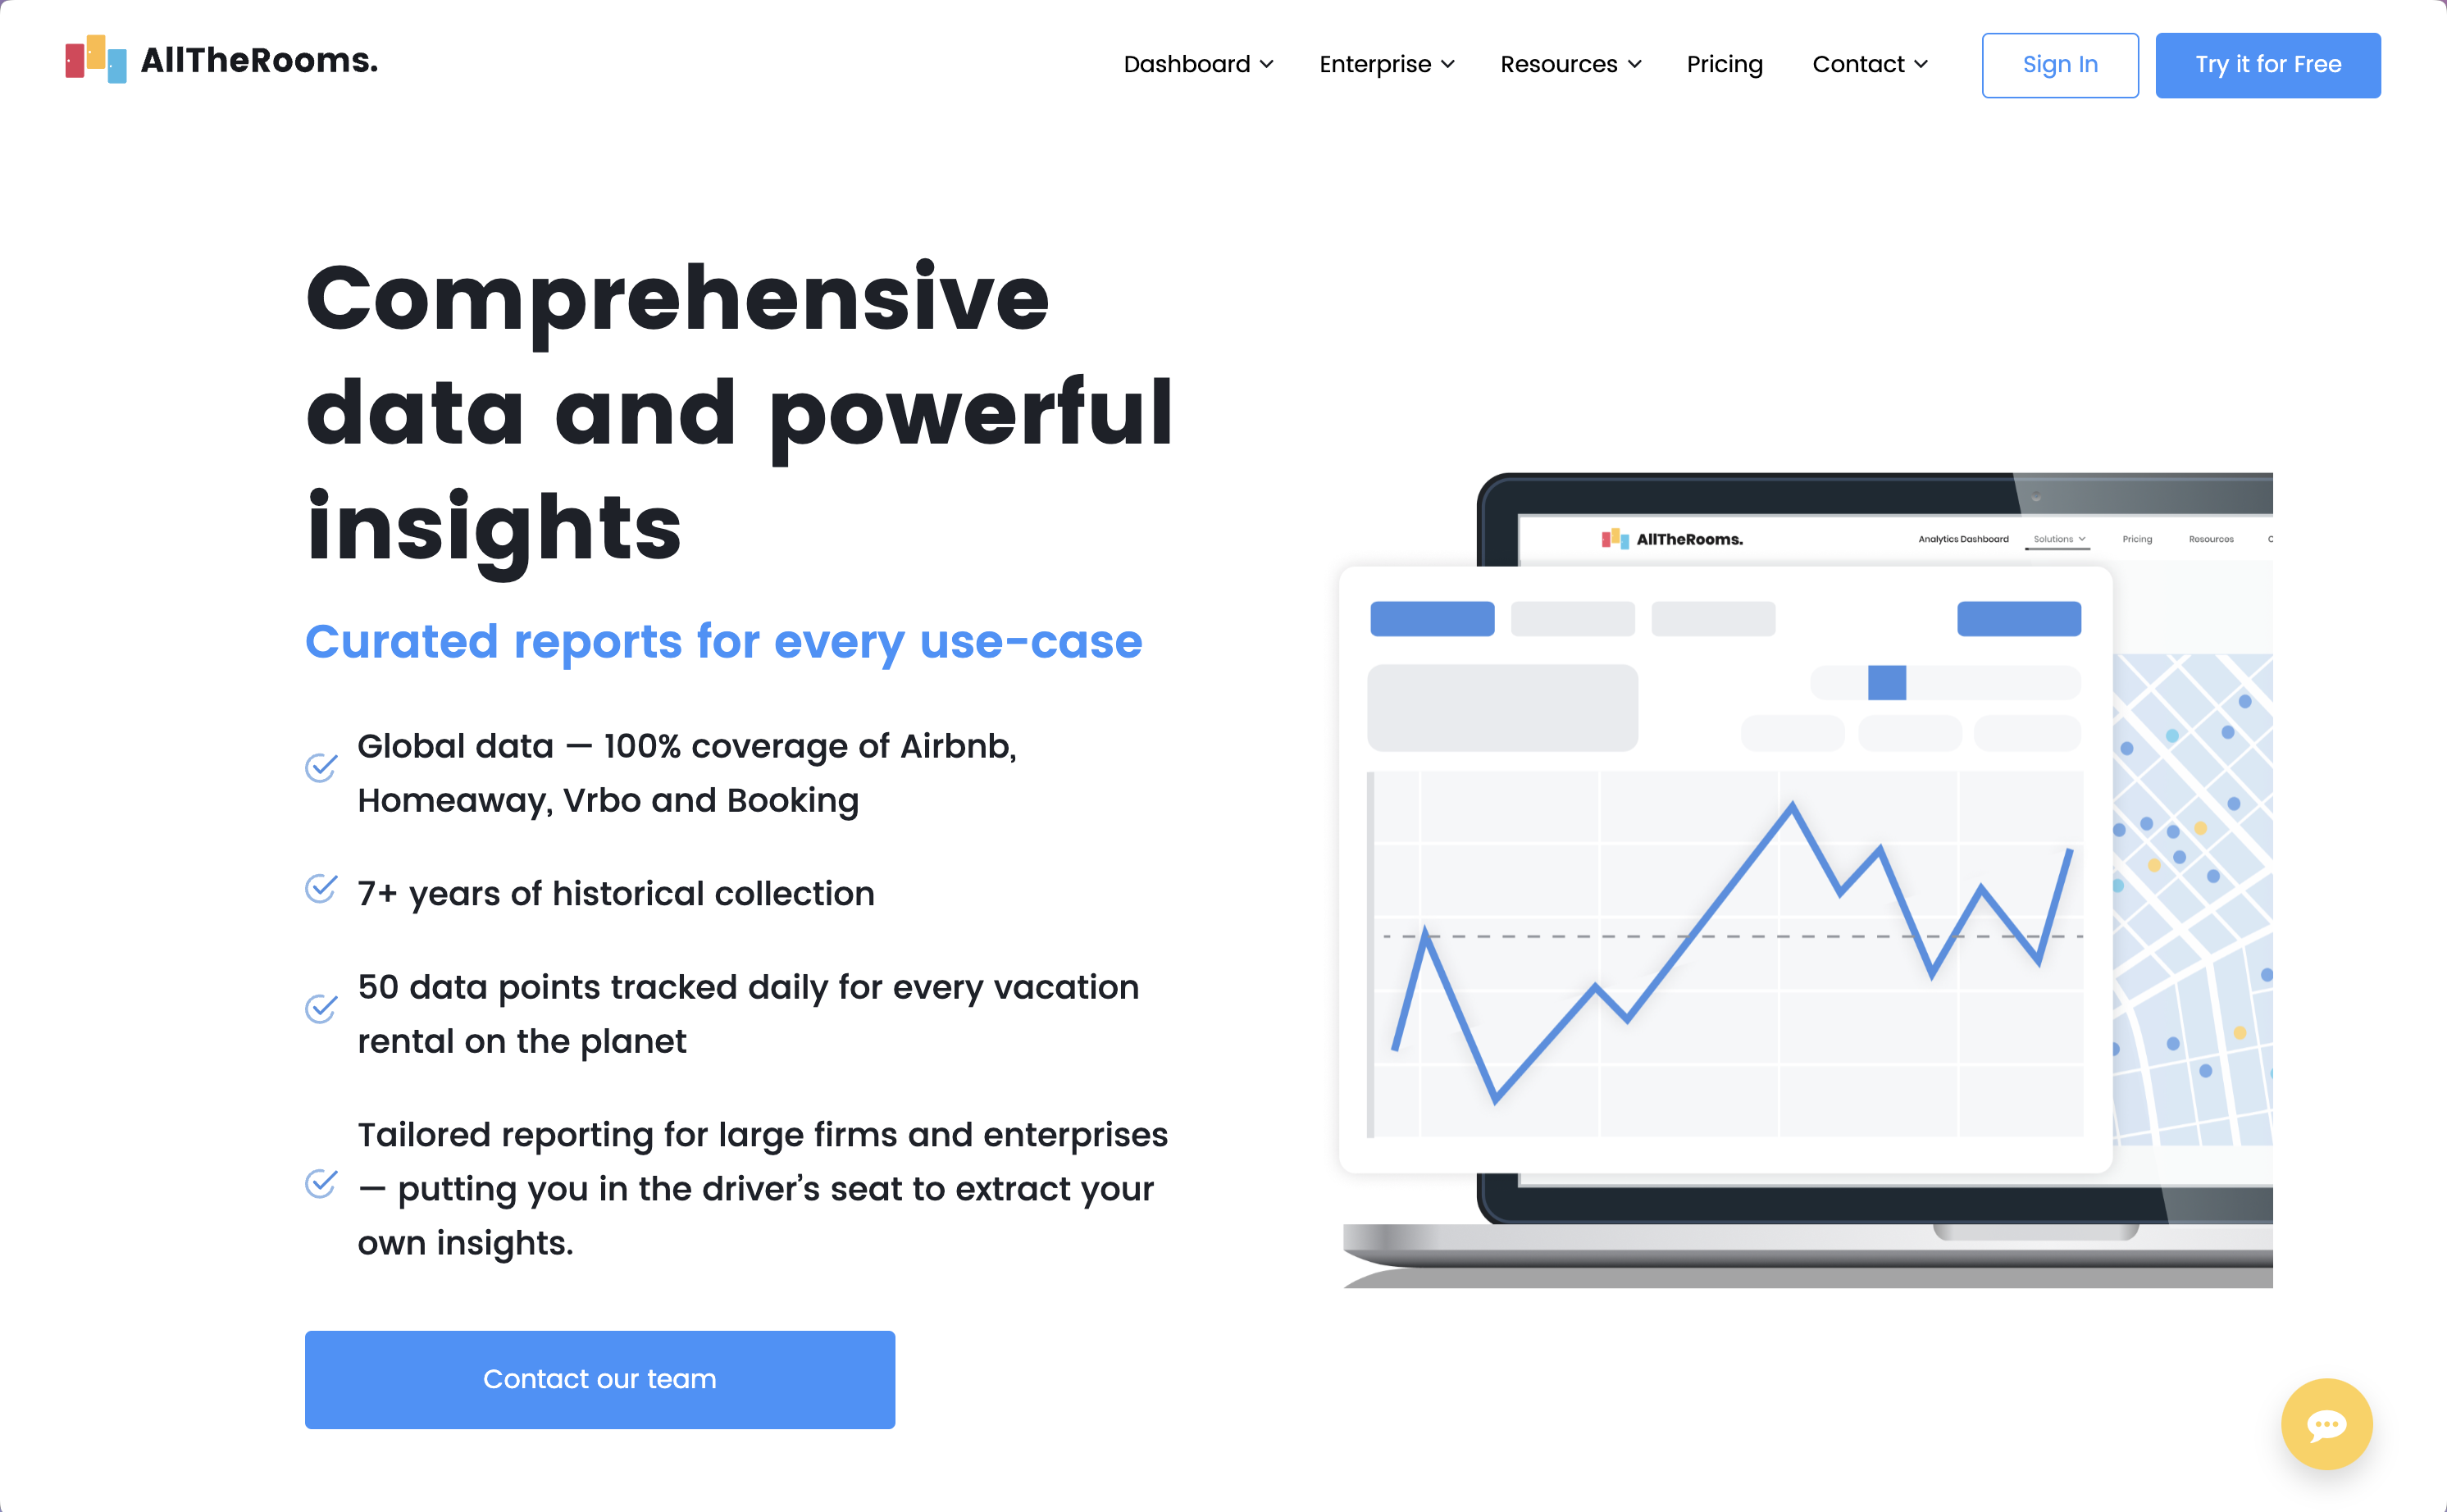 AllTheRooms.
Dashboard
Enterprise
Resources
Pricing
Contact
Sign In
Try it for Free
Comprehensive
data and powerful
insights
Curated reports for every use-case
Global data — 100% coverage of Airbnb,
Homeaway, Vrbo and Booking
7+ years of historical collection
50 data points tracked daily for every vacation
rental on the planet
Tailored reporting for large firms and enterprises
— putting you in the driver’s seat to extract your
own insights.
Contact our team
AllTheRooms.
Analytics Dashboard
Solutions
Pricing
Resources